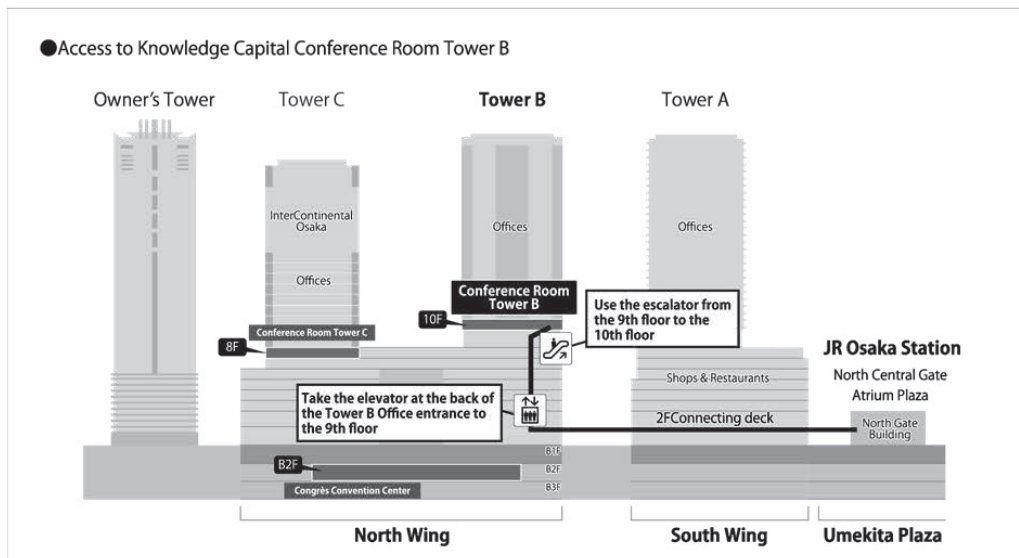 ●Access to Knowledge Capital Conference Room Tower B
Owner's Tower
Tower C
Tower B
Tower A
InterContinental
Osaka
Offices
Offices
Offices
Conference Room
Tower B
10F
Use the escalator from
the 9th floor to the
10th floor
Conference Room Tower C
8F
JR Osaka Station
North Central Gate
Atrium Plaza
Shops & Restaurants
Take the elevator at the back of
the Tower B Office entrance to
the 9th floor
2FConnecting deck
North Gate
Building
B1F
B2F
B2F
B3F
Congrès Convention Center
North Wing
South Wing
Umekita Plaza